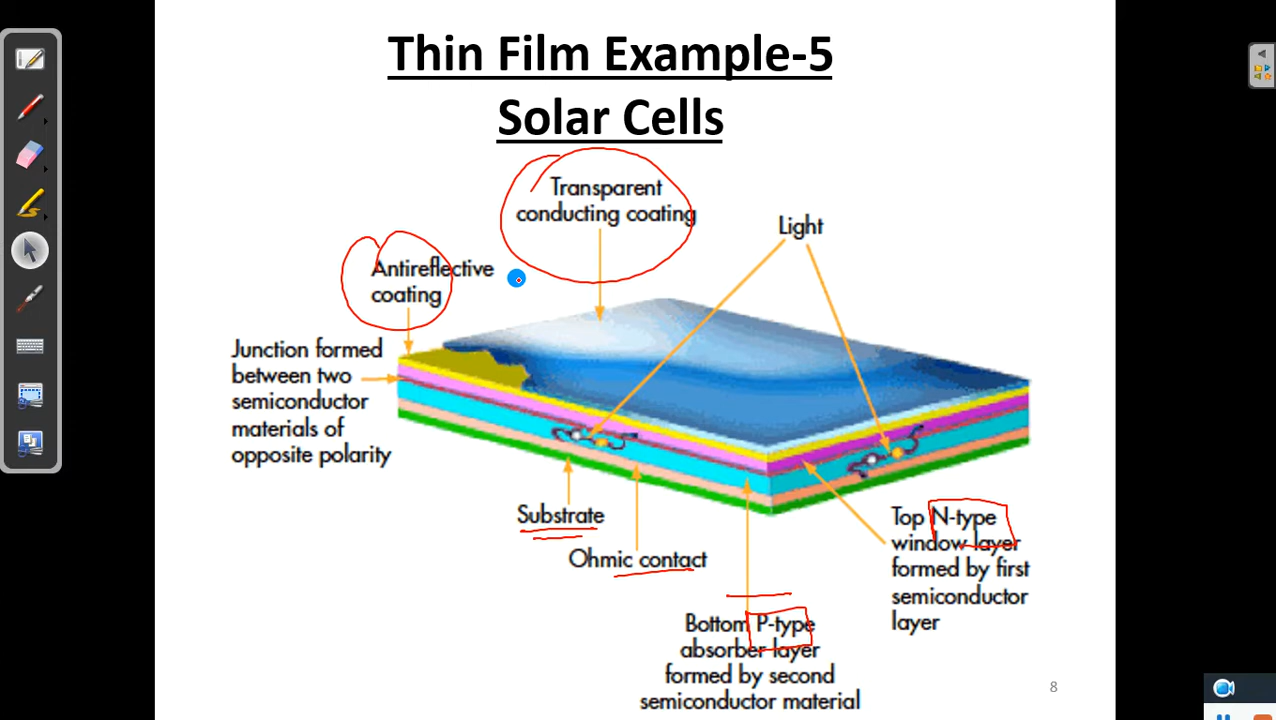 Thin Film Example-5
Solar Cells
Transparent
conducting coating
Light
Antireflective
coating
Junction formed
between two
semiconductor
materials of
opposite polarity
Substrate
Ohmic contact
Top N-type
window layer
formed by first
semiconductor
layer
Bottom P-type
absorber layer
formed by second
semiconductor material
8